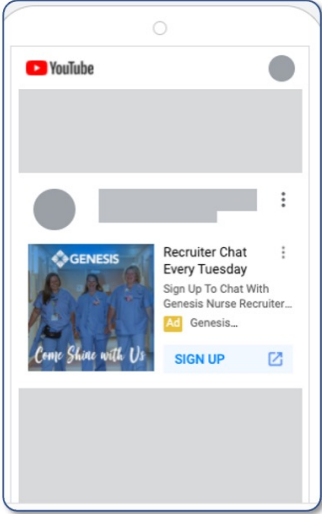 YouTube
GENESIS
Come Shine with Us
Recruiter Chat
Every Tuesday
Sign Up To Chat With
Genesis Nurse Recruiter...
Ad Genesis...
SIGN UP